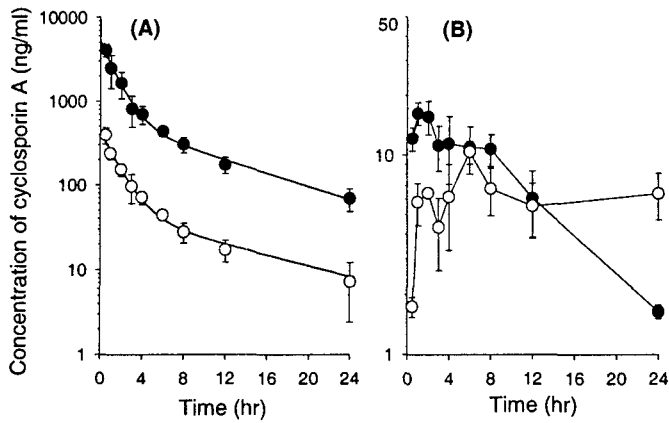 Concentration of cyclosporin A (ng/ml)
10000
1000
100
10
1
(A)
0 4 8 12 16 20 24
Time (hr)
50
10
1
(B)
0 4 8 12 16 20 24
Time (hr)